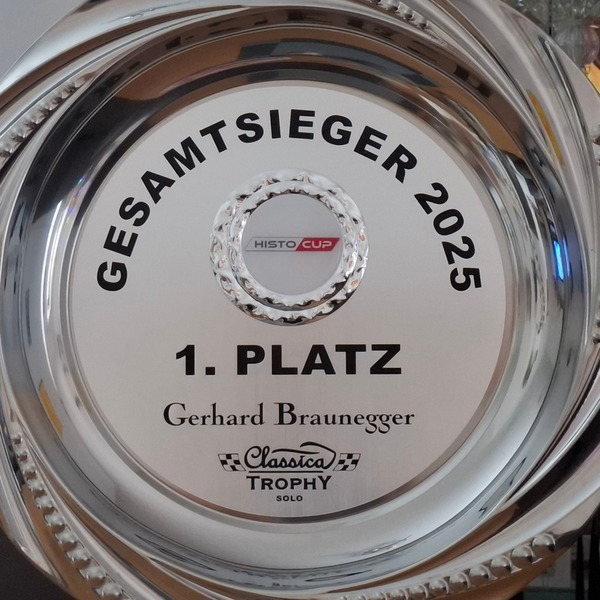 GESAMTSIEGER 2025
HISTO CUP
1. PLATZ
Gerhard Braunegger
Classica
TROPHY
SOLO